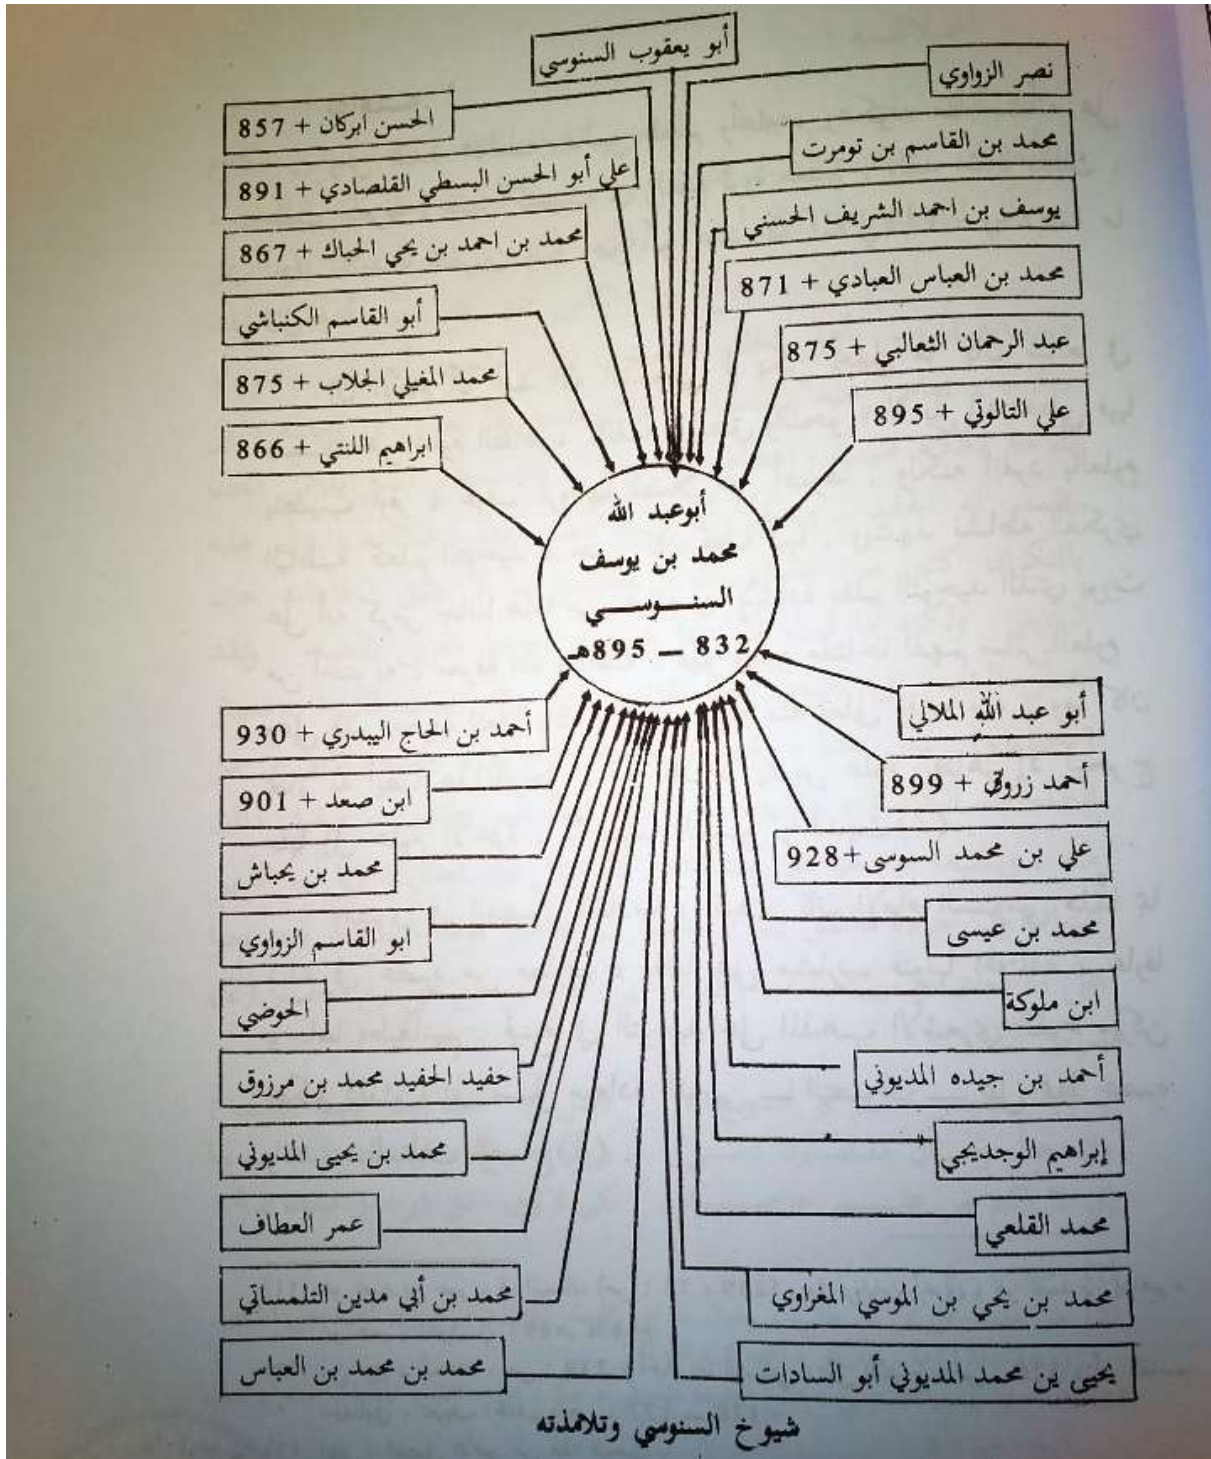 أبو يعقوب السنوسي
نصر الزواوي
محمد بن القاسم بن تومرت
يوسف بن احمد الشريف الحسني
محمد بن العباس العبادي + 871
عبد الرحمان الثعالبي + 875
علي التالوتي + 895
الحسن ابركان + 857
علي أبو الحسن البسطي القلصادي + 891
محمد بن احمد بن يحي الحباك + 867
أبو القاسم الكنباشي
محمد المغيلي الجلاب + 875
ابراهيم اللنتي + 866
أبوعبد الله
محمد بن يوسف
السنوسي
832 — 895هـ
أبو عبد الله الملالي
أحمد زروق + 899
علي بن محمد السوسى+ 928
محمد بن عيسى
ابن ملوكة
أحمد بن جيده المديوني
إبراهيم الوجديجي
محمد القلعي
محمد بن يحي بن الموسي المغراوي
يحيى بن محمد المديوني أبو السادات
أحمد بن الحاج اليبدري + 930
ابن صعد + 901
محمد بن يحباش
ابو القاسم الزواوي
الحوضي
حفيد الحفيد محمد بن مرزوق
محمد بن يحيى المديوني
عمر العطاف
محمد بن أبي مدين التلمساتي
محمد بن محمد بن العباس
شيوخ السنوسي وتلامذته